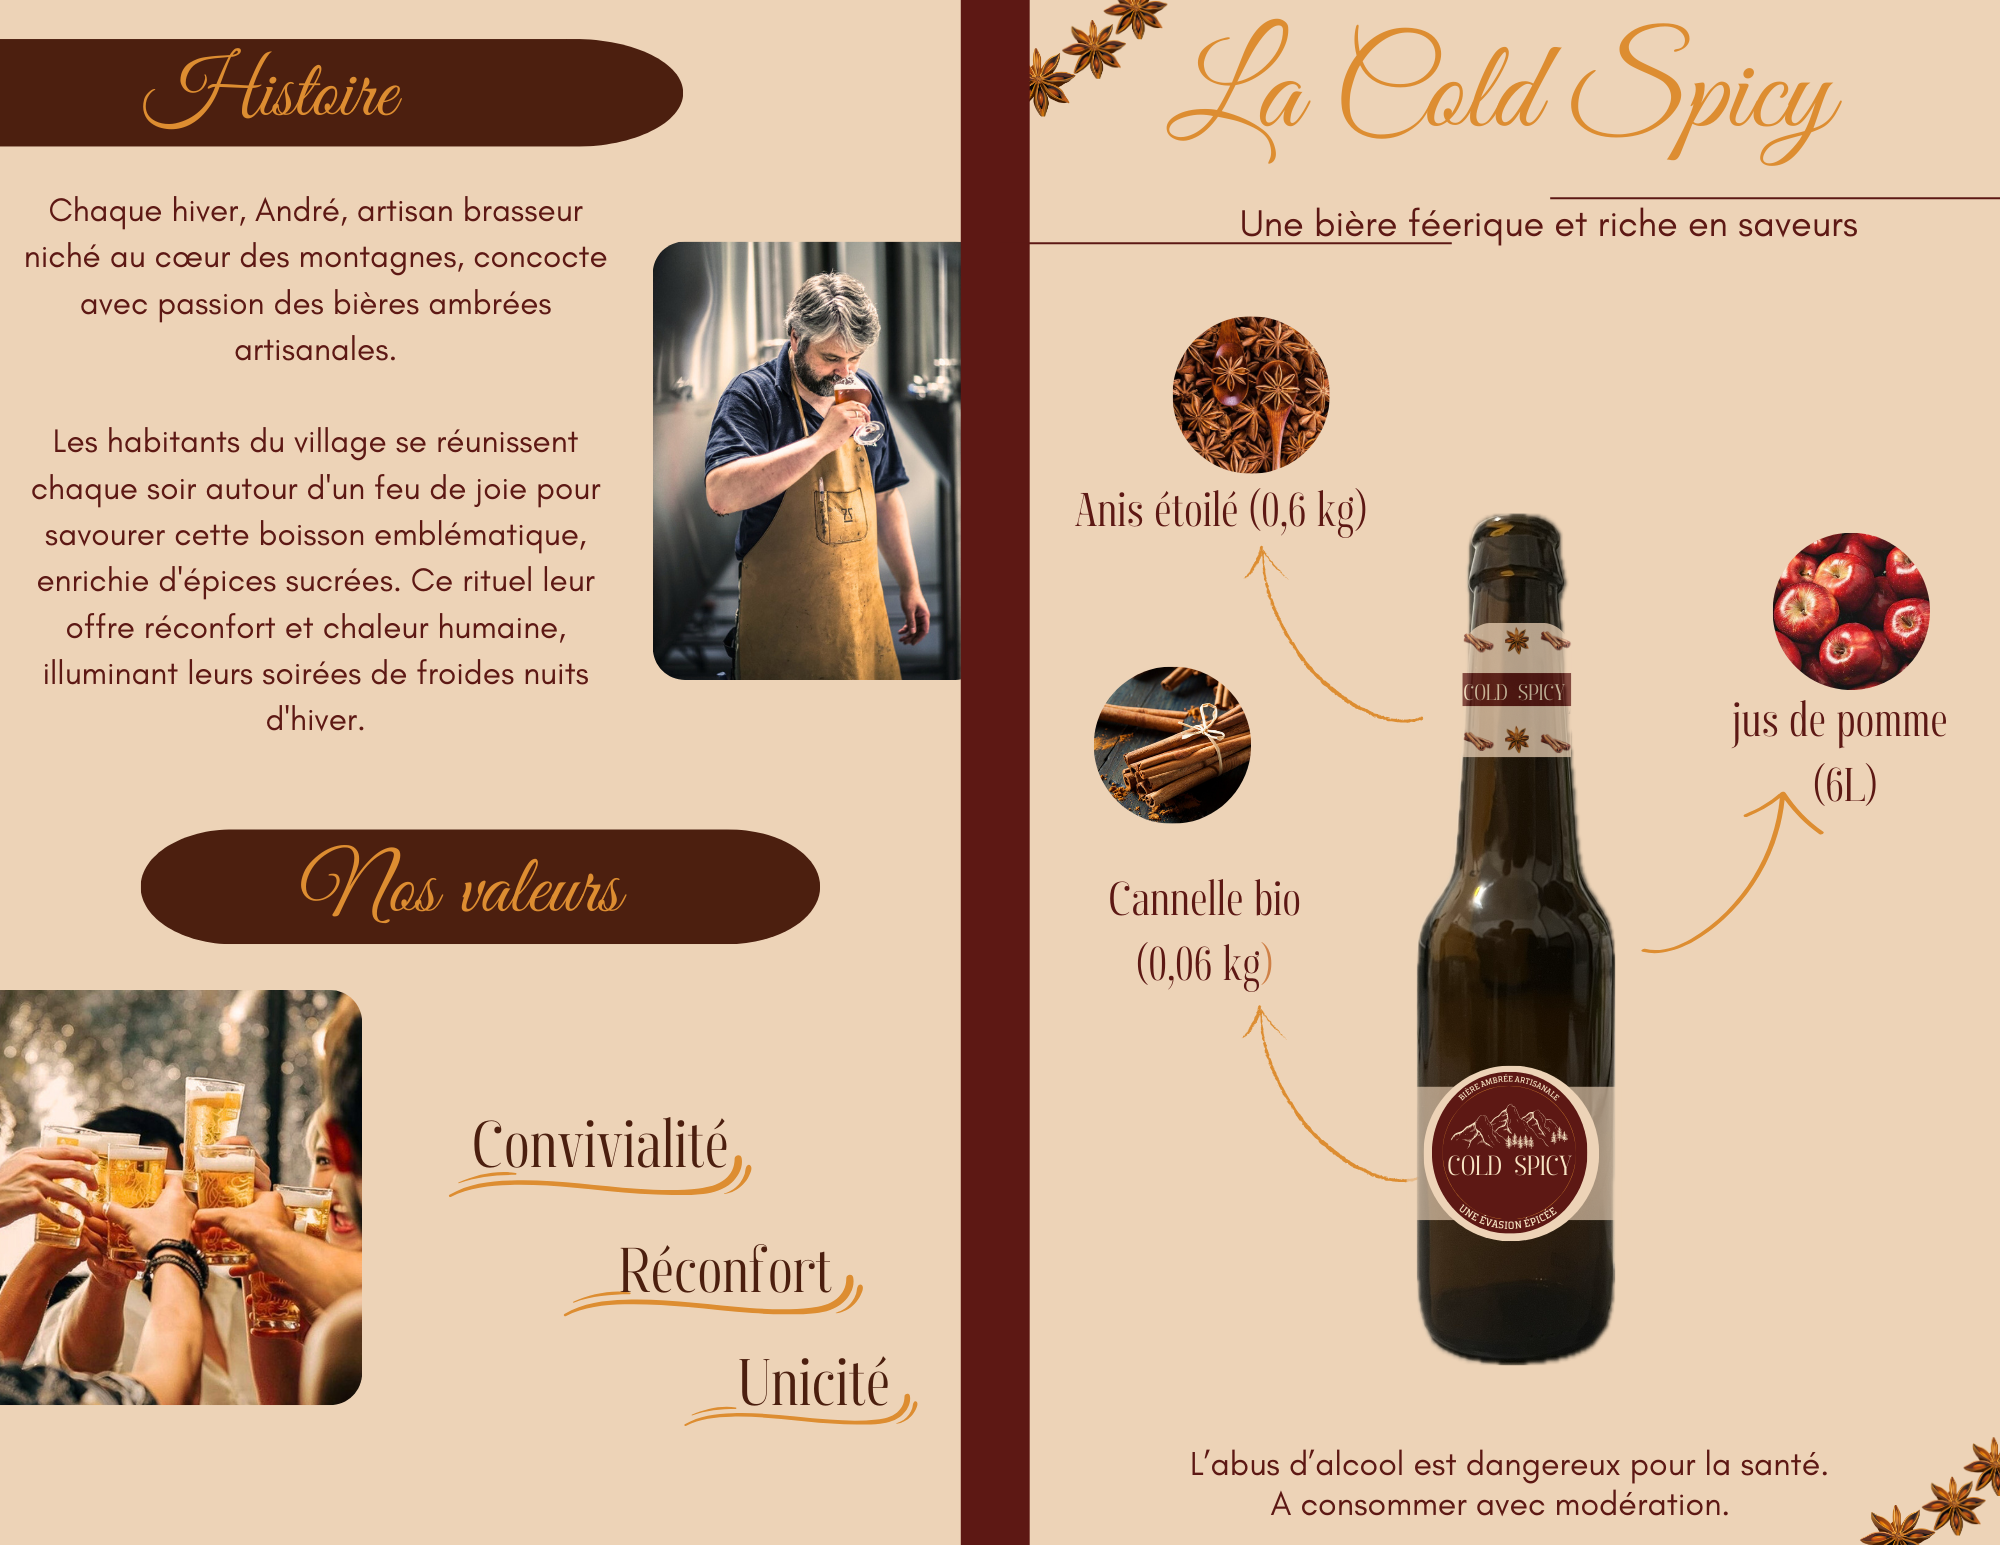 Histoire
Chaque hiver, André, artisan brasseur
niché au cœur des montagnes, concocte
avec passion des bières ambrées
artisanales.
Les habitants du village se réunissent
chaque soir autour d'un feu de joie pour
savourer cette boisson emblématique,
enrichie d'épices sucrées. Ce rituel leur
offre réconfort et chaleur humaine,
illuminant leurs soirées de froides nuits
d'hiver.
Nos valeurs
Convivialité
Réconfort
Unicité
La Cold Spicy
Une bière féerique et riche en saveurs
Anis étoilé (0,6 kg)
jus de pomme
(6L)
Cannelle bio
(0,06 kg)
COLD SPICY
BIÈRE AMBRÉE ARTISANALE
COLD SPICY
UNE ÉVASION ÉPICÉE
L’abus d’alcool est dangereux pour la santé.
A consommer avec modération.